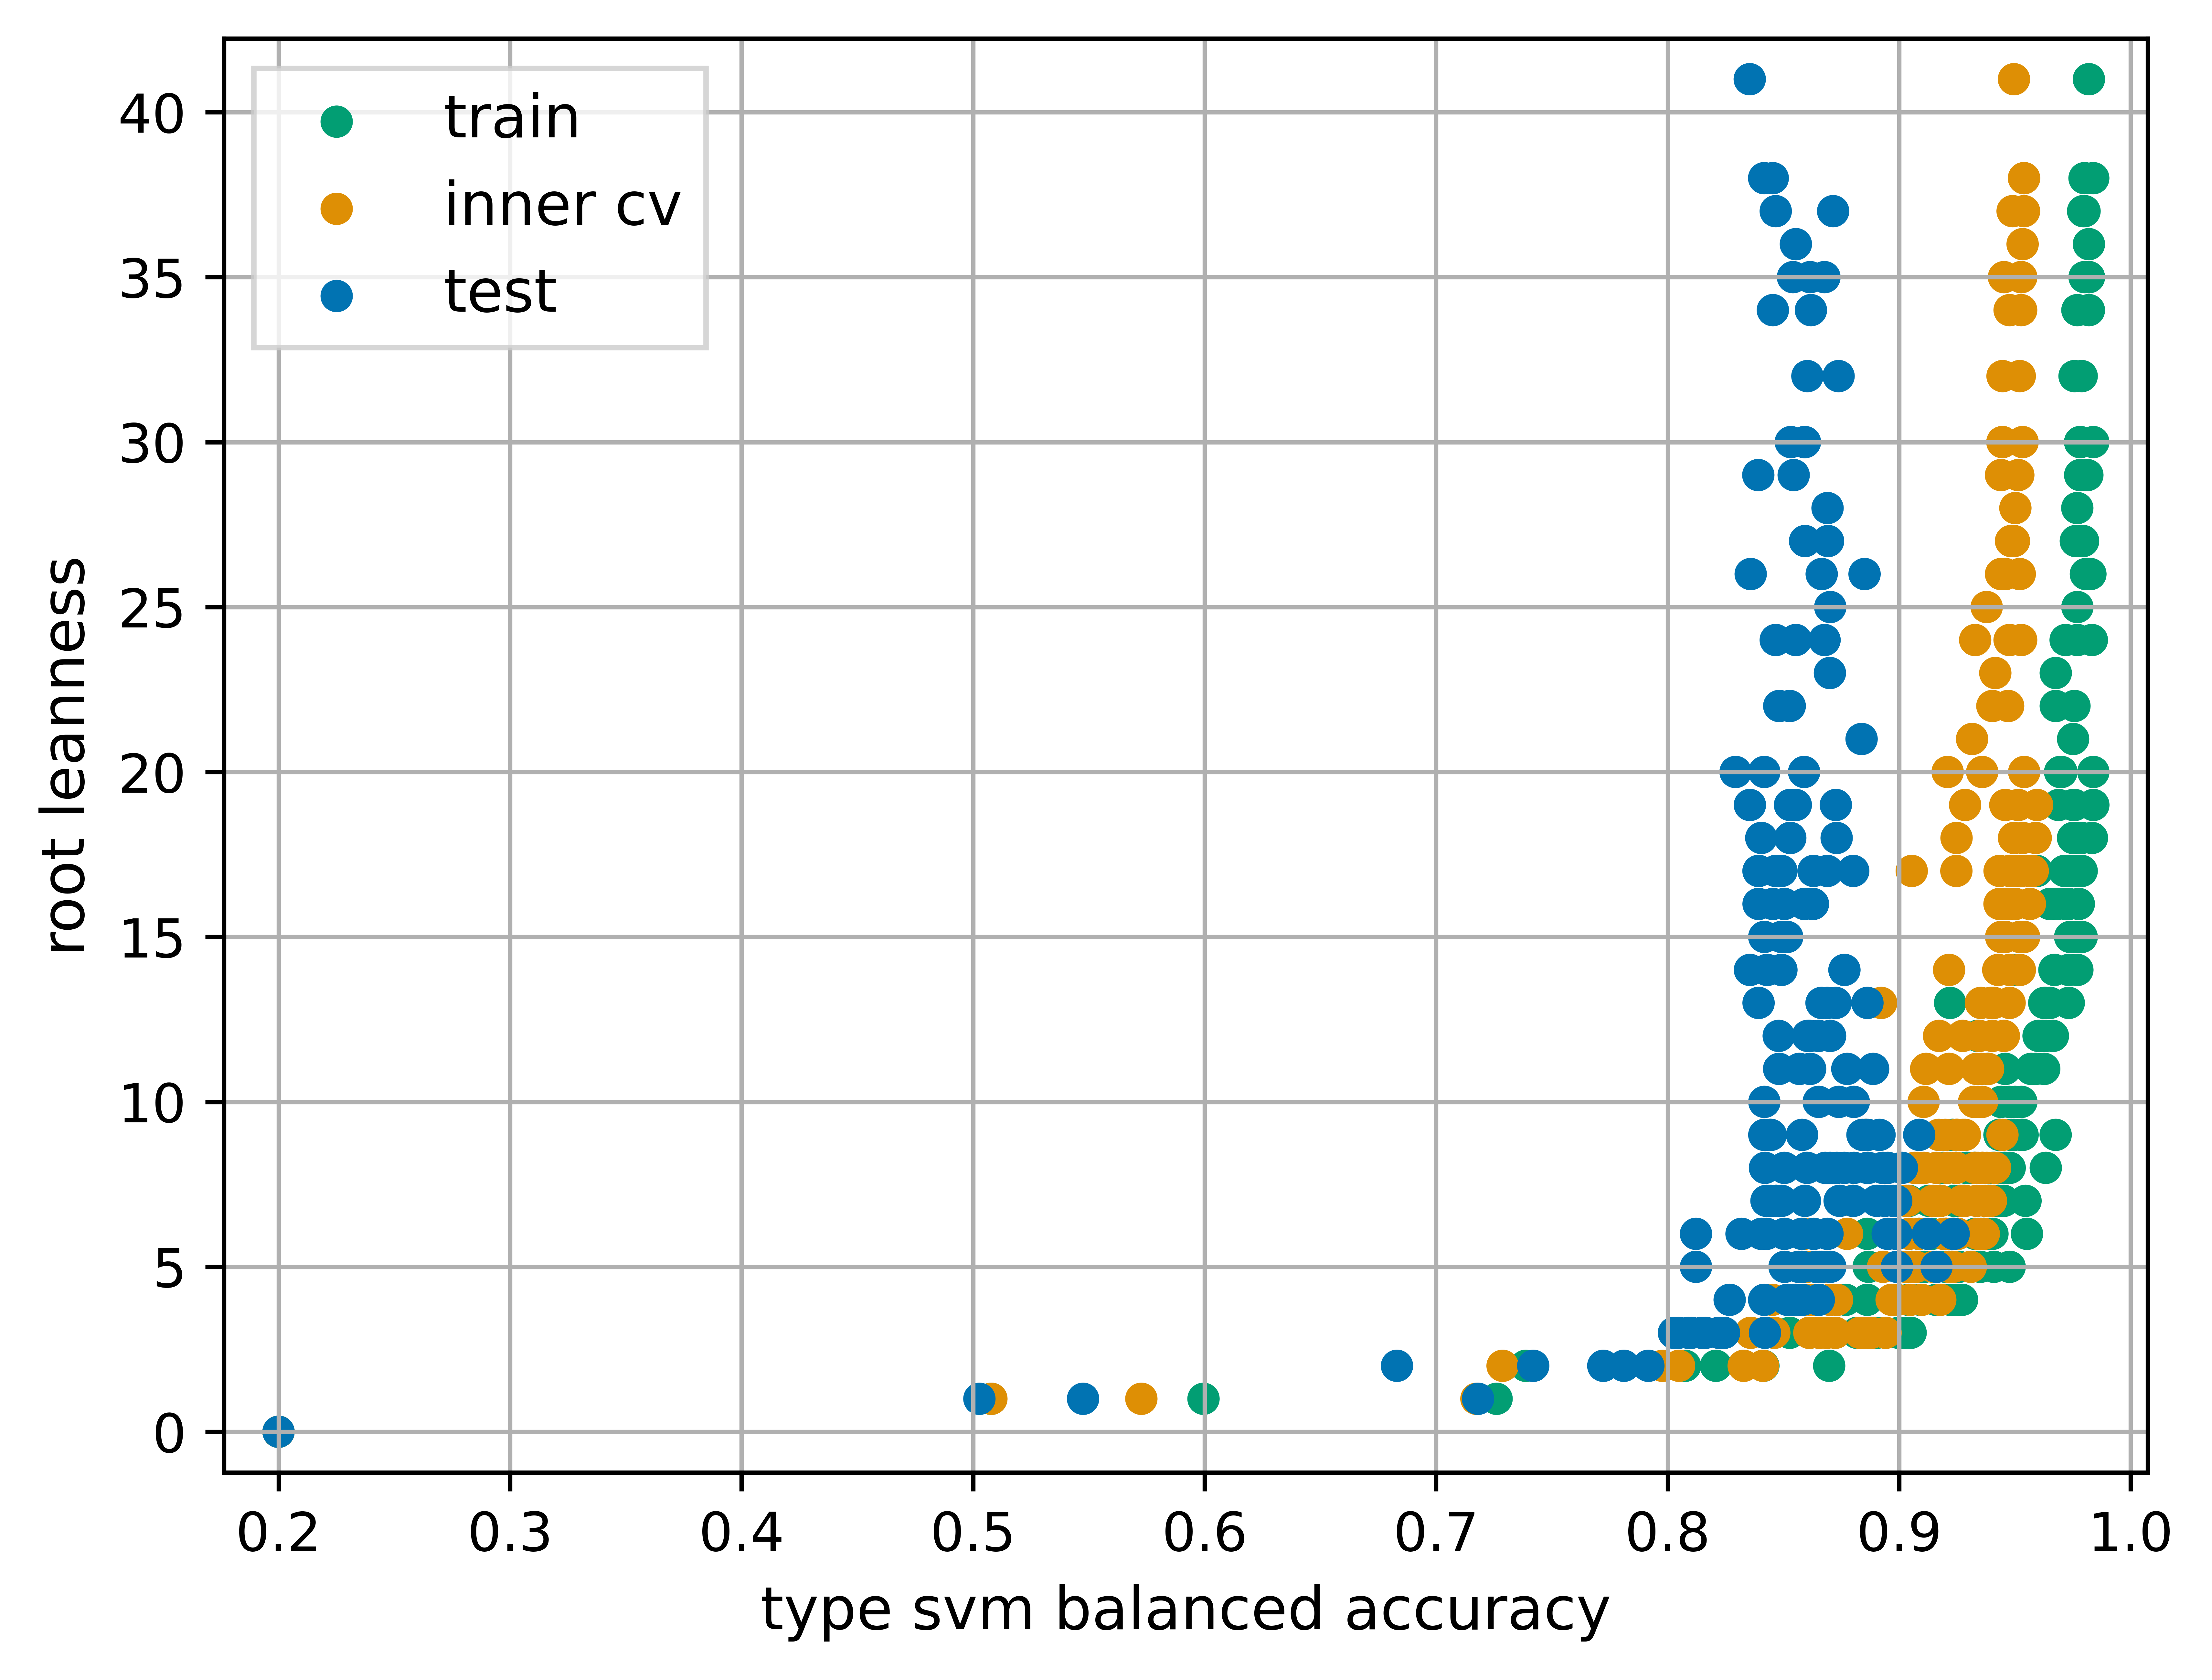 train
inner cv
test
40
35
30
25
20
15
10
5
0
root leanness
0.2 0.3 0.4 0.5 0.6 0.7 0.8 0.9 1.0
type svm balanced accuracy